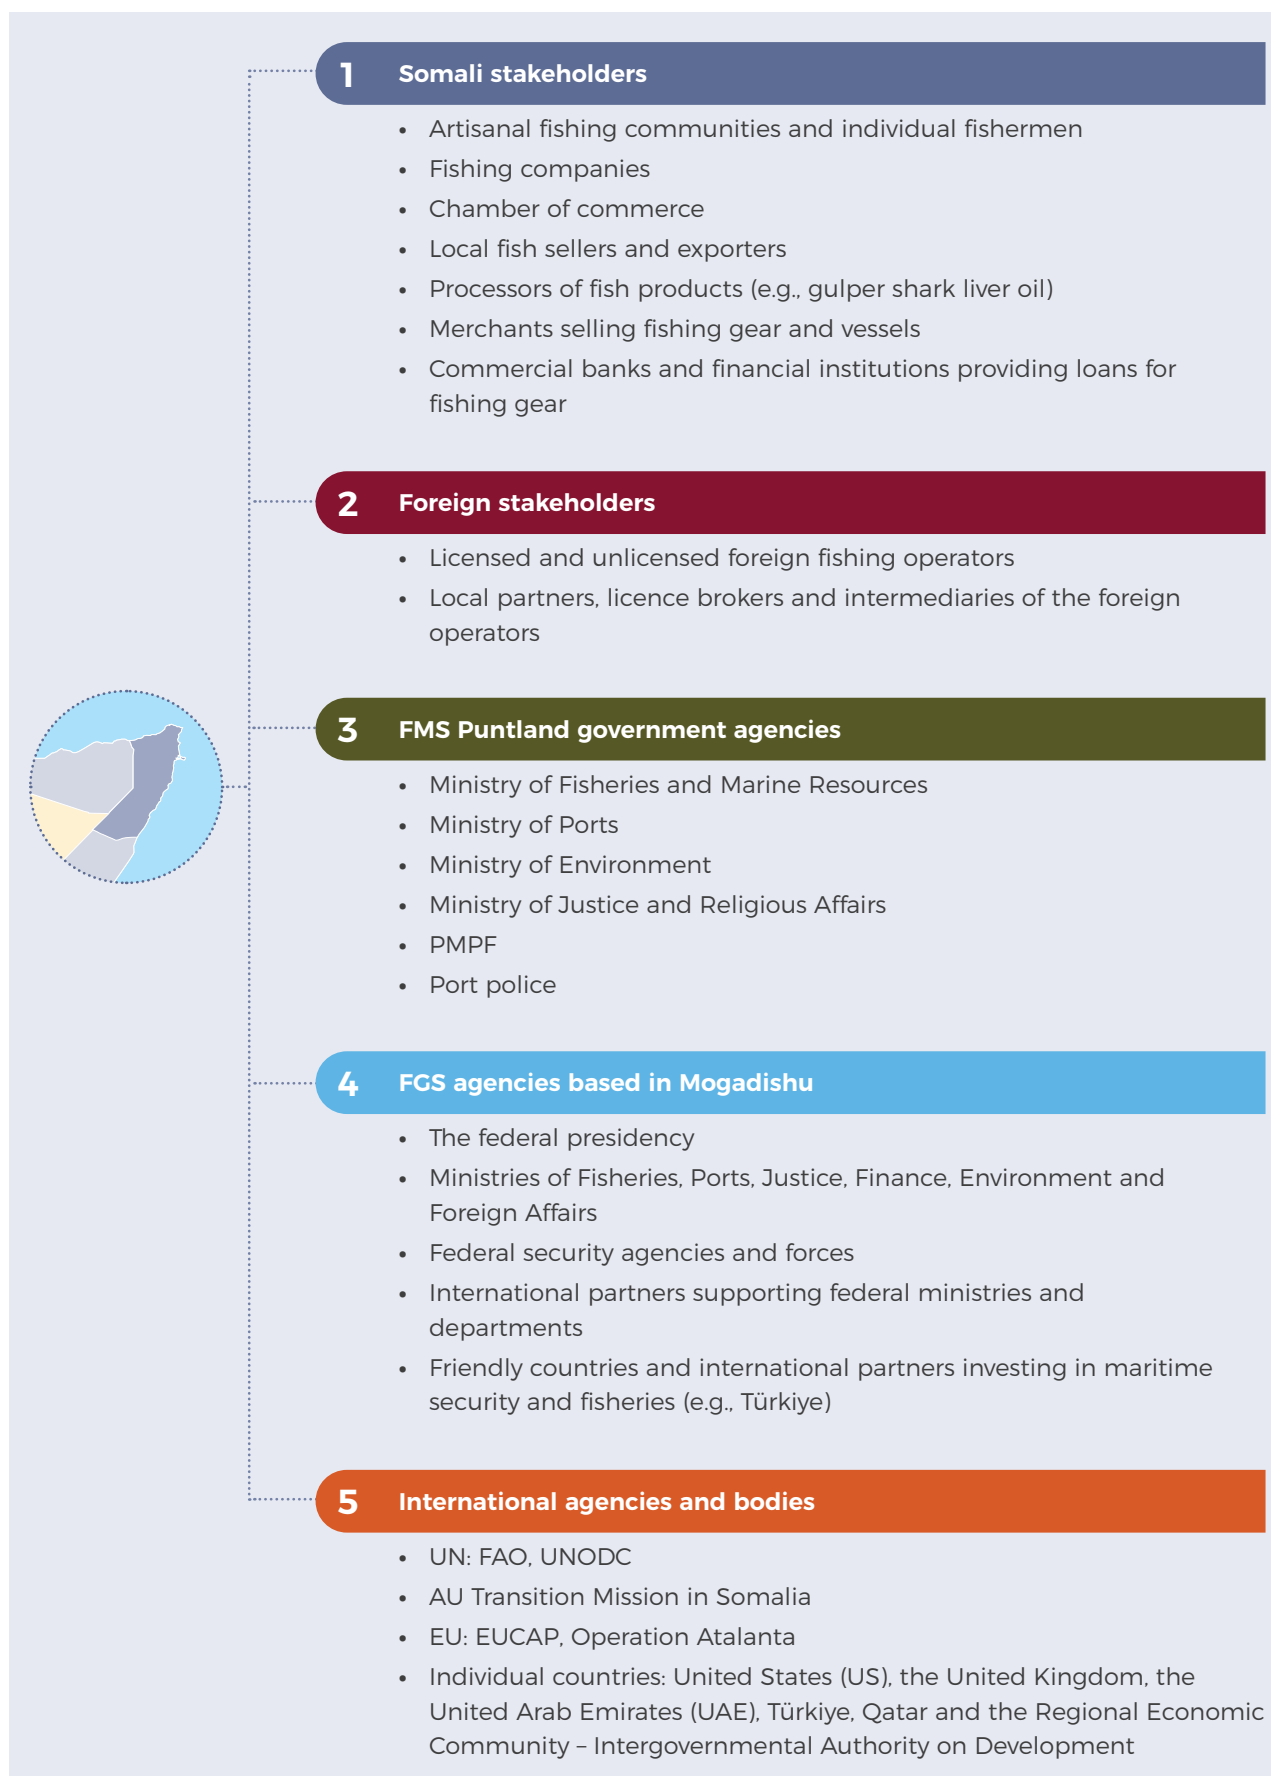 1 Somali stakeholders
• Artisanal fishing communities and individual fishermen
• Fishing companies
• Chamber of commerce
• Local fish sellers and exporters
• Processors of fish products (e.g., gulper shark liver oil)
• Merchants selling fishing gear and vessels
• Commercial banks and financial institutions providing loans for
fishing gear
2 Foreign stakeholders
• Licensed and unlicensed foreign fishing operators
• Local partners, licence brokers and intermediaries of the foreign
operators
3 FMS Puntland government agencies
• Ministry of Fisheries and Marine Resources
• Ministry of Ports
• Ministry of Environment
• Ministry of Justice and Religious Affairs
• PMPF
• Port police
4 FGS agencies based in Mogadishu
• The federal presidency
• Ministries of Fisheries, Ports, Justice, Finance, Environment and
Foreign Affairs
• Federal security agencies and forces
• International partners supporting federal ministries and
departments
• Friendly countries and international partners investing in maritime
security and fisheries (e.g., Türkiye)
5 International agencies and bodies
• UN: FAO, UNODC
• AU Transition Mission in Somalia
• EU: EUCAP, Operation Atalanta
• Individual countries: United States (US), the United Kingdom, the
United Arab Emirates (UAE), Türkiye, Qatar and the Regional Economic
Community – Intergovernmental Authority on Development